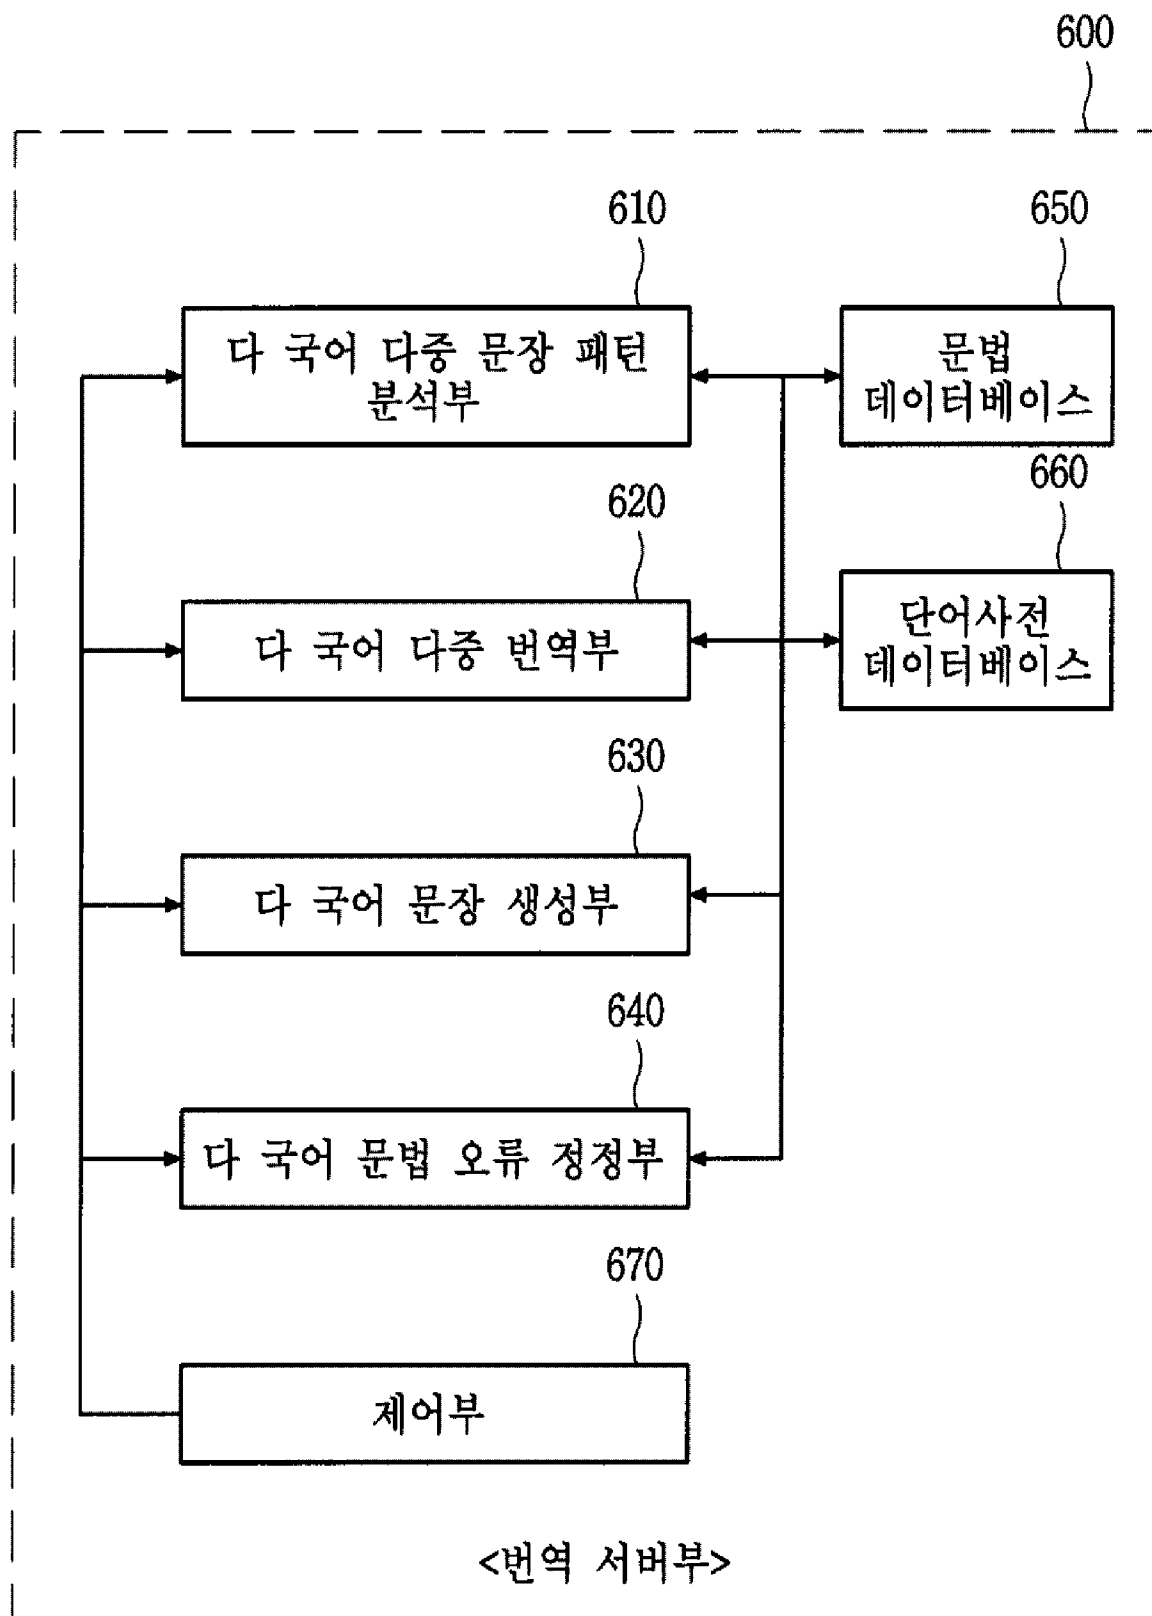 600
610
650
다 국어 다중 문장 패턴
분석부
문법
데이터베이스
620
660
다 국어 다중 번역부
단어사전
데이터베이스
630
다 국어 문장 생성부
640
다 국어 문법 오류 정정부
670
제어부
<번역 서버부>